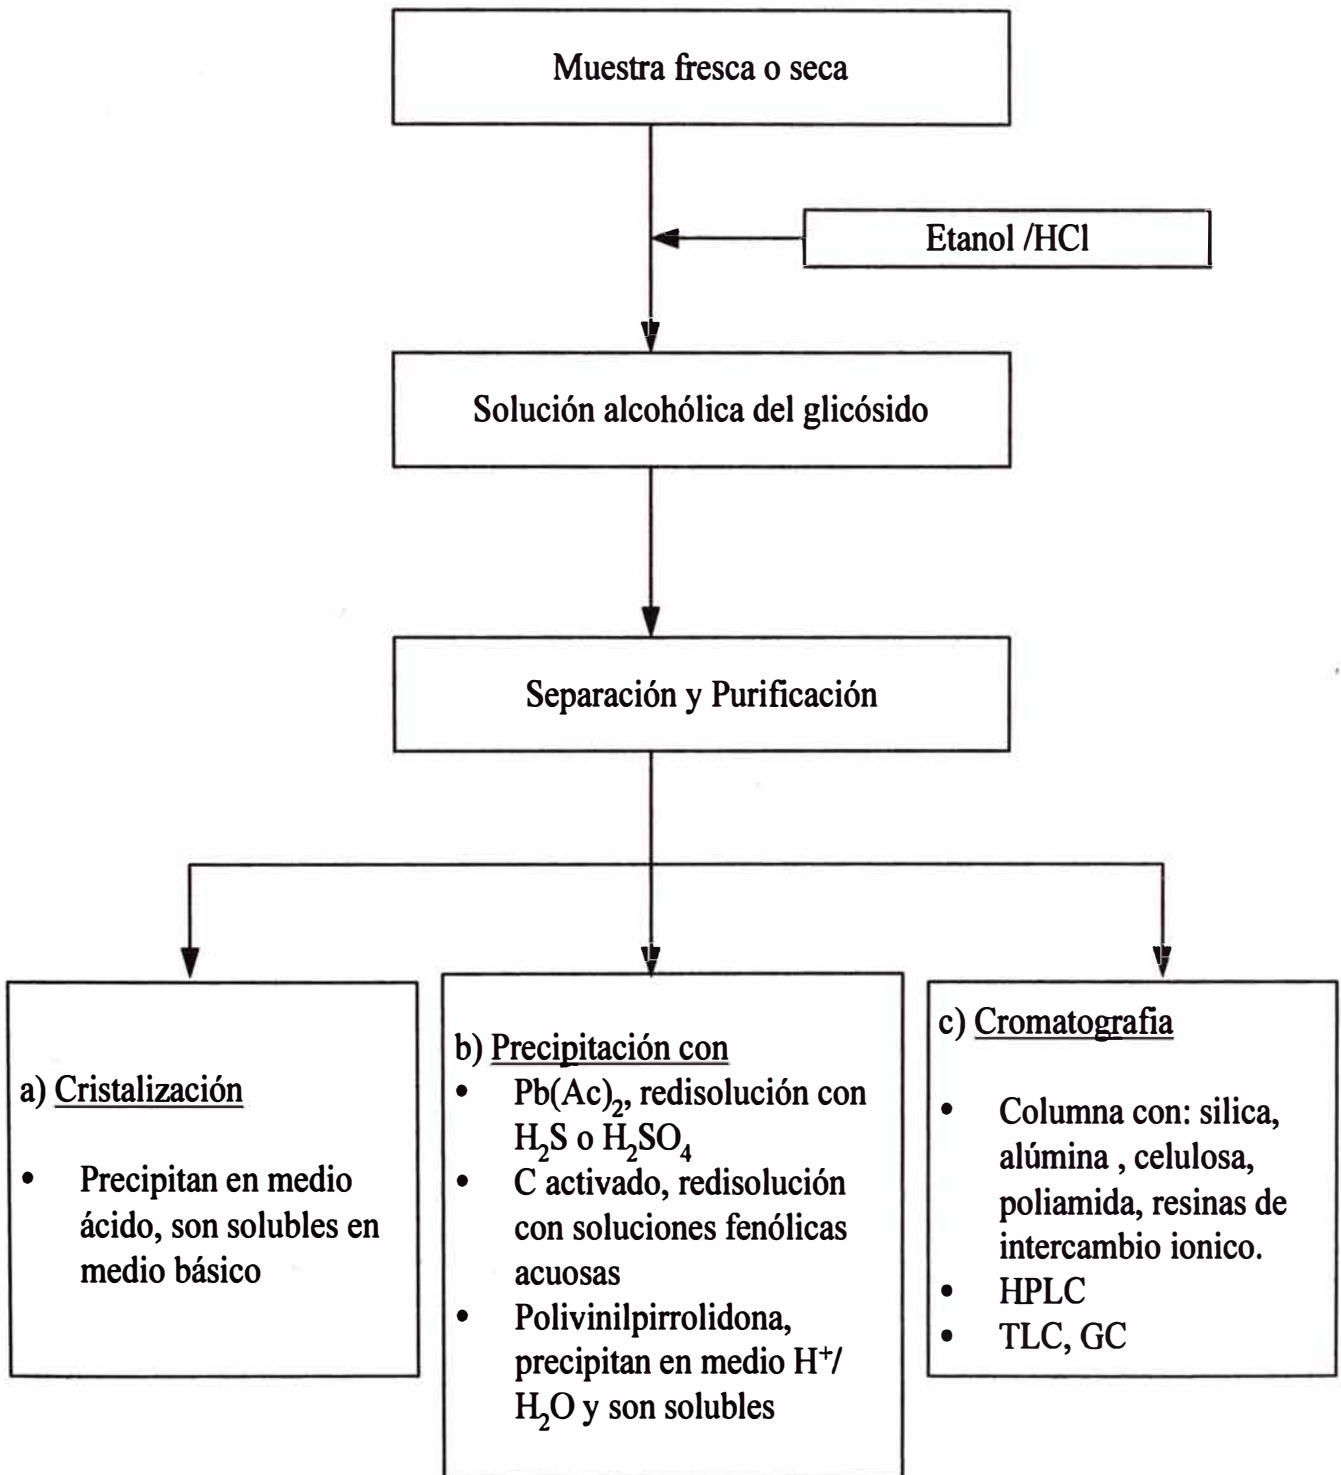 Muestra fresca o seca
Etanol /HCl
Solución alcohólica del glicósido
Separación y Purificación
a) Cristalización
• Precipitan en medio
ácido, son solubles en
medio básico
b) Precipitación con
• Pb(Ac)₂, redisolución con
H₂S o H₂SO₄
• C activado, redisolución
con soluciones fenólicas
acuosas
• Polivinilpirrolidona,
precipitan en medio H⁺/
H₂O y son solubles
c) Cromatografia
• Columna con: silica,
alúmina , celulosa,
poliamida, resinas de
intercambio ionico.
• HPLC
• TLC, GC